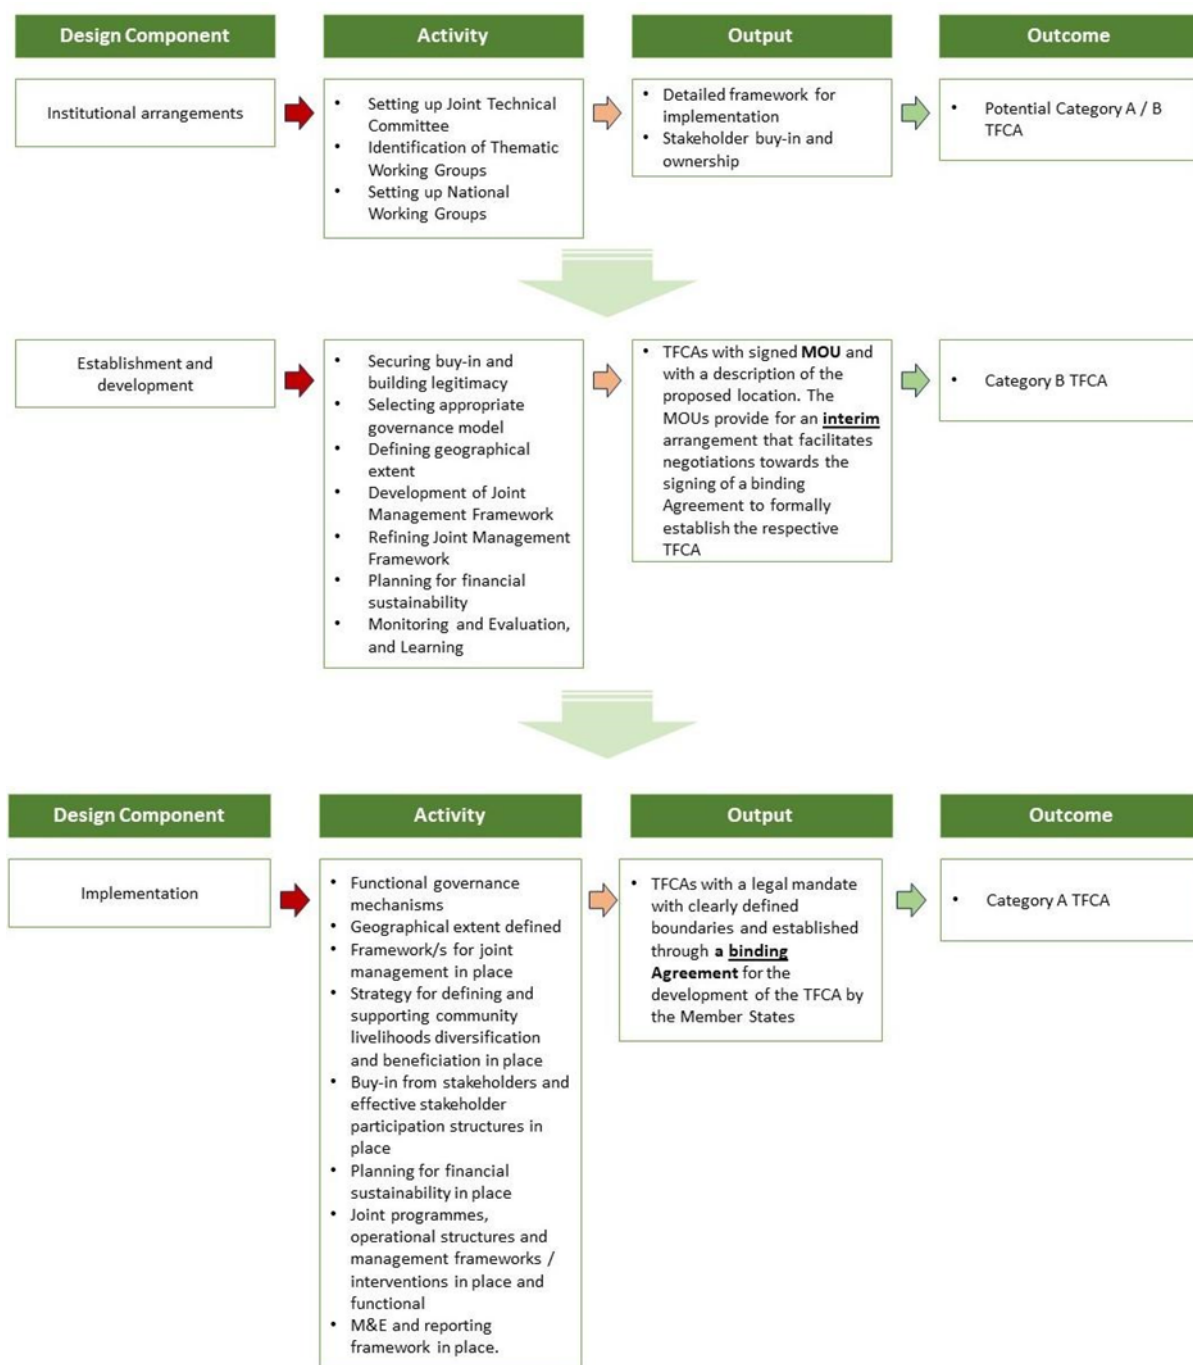 Design Component
Activity
Output
Outcome
Institutional arrangements
• Setting up Joint Technical
Committee
• Identification of Thematic
Working Groups
• Setting up National
Working Groups
• Detailed framework for
implementation
• Stakeholder buy-in and
ownership
• Potential Category A / B
TFCA
Establishment and
development
• Securing buy-in and
building legitimacy
• Selecting appropriate
governance model
• Defining geographical
extent
• Development of Joint
Management Framework
• Refining Joint Management
Framework
• Planning for financial
sustainability
• Monitoring and Evaluation,
and Learning
• TFCAs with signed MOU and
with a description of the
proposed location. The
MOUs provide for an interim
arrangement that facilitates
negotiations towards the
signing of a binding
Agreement to formally
establish the respective
TFCA
• Category B TFCA
Design Component
Activity
Output
Outcome
Implementation
• Functional governance
mechanisms
• Geographical extent defined
• Framework/s for joint
management in place
• Strategy for defining and
supporting community
livelihoods diversification
and beneficiation in place
• Buy-in from stakeholders and
effective stakeholder
participation structures in
place
• Planning for financial
sustainability in place
• Joint programmes,
operational structures and
management frameworks /
interventions in place and
functional
• M&E and reporting
framework in place.
• TFCAs with a legal mandate
with clearly defined
boundaries and established
through a binding
Agreement for the
development of the TFCA by
the Member States
• Category A TFCA